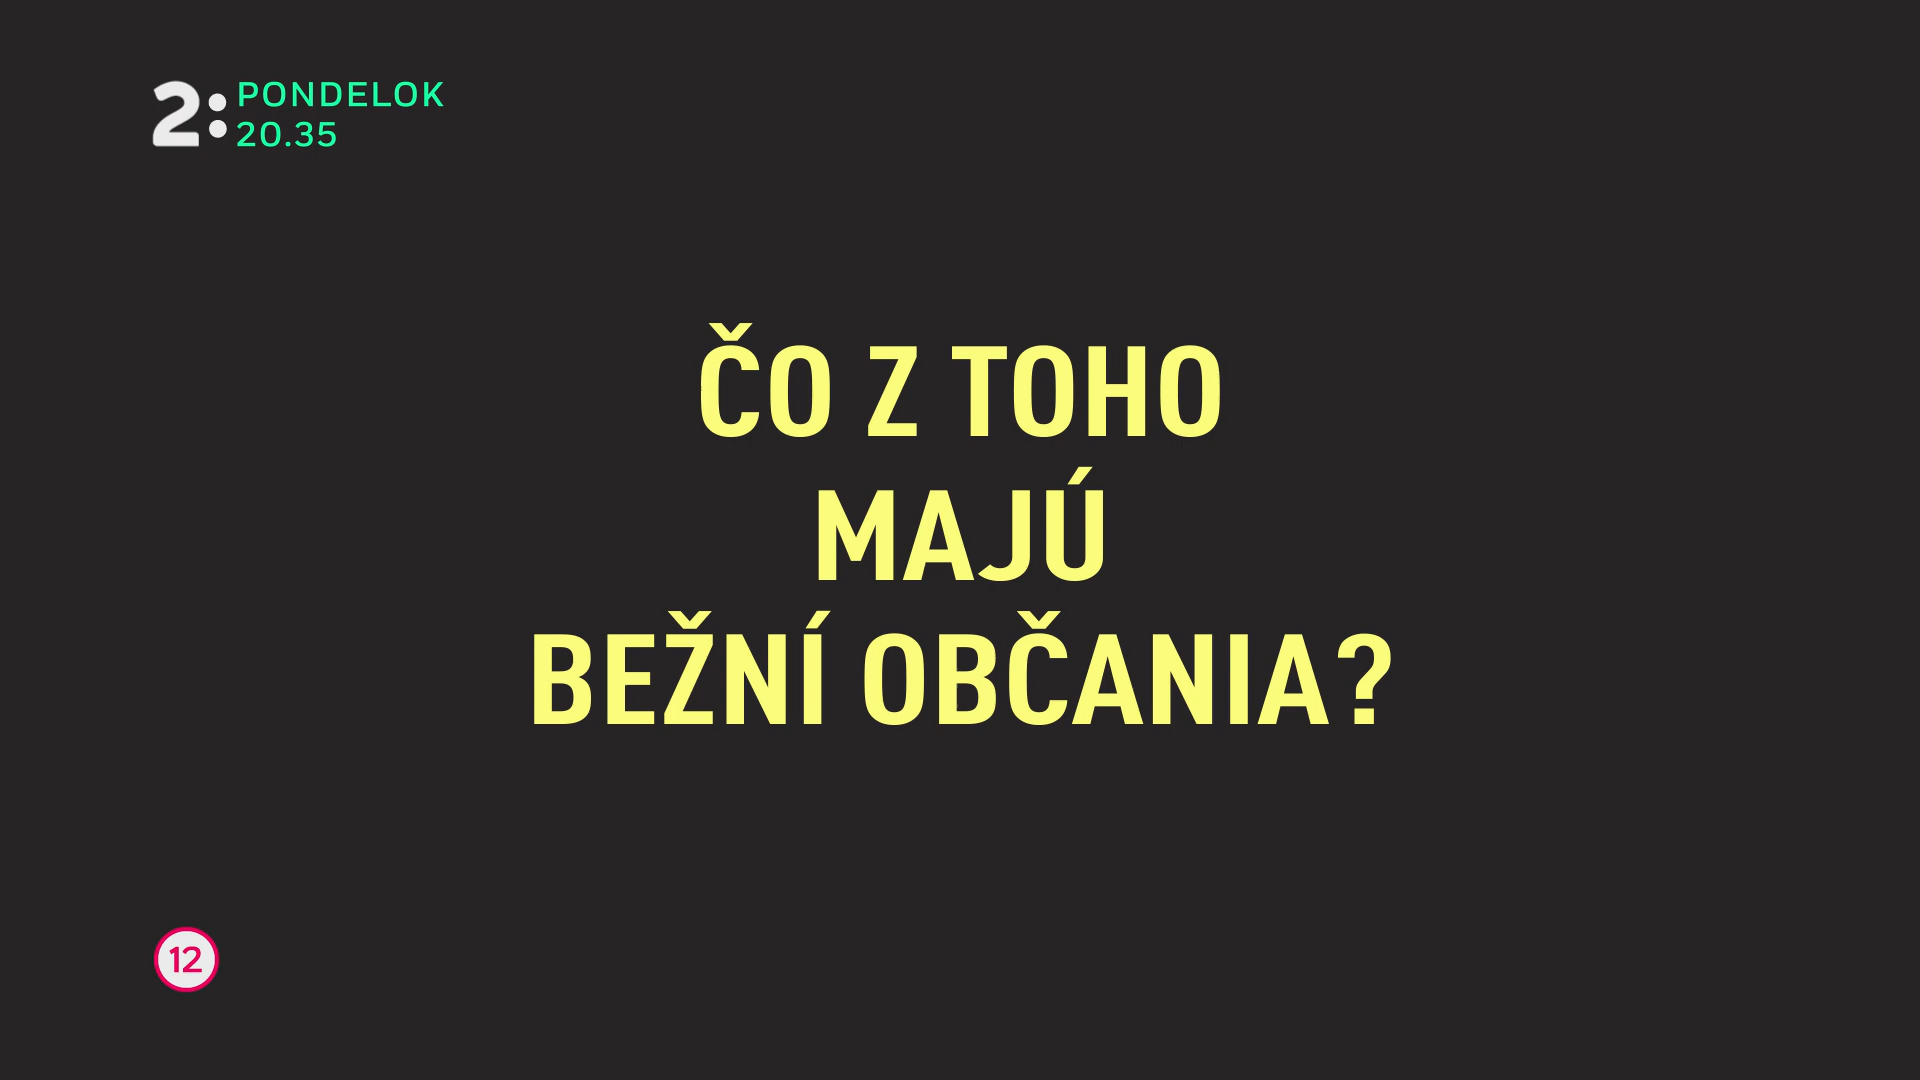 2: PONDELOK
20.35
ČO Z TOHO
MAJÚ
BEŽNÍ OBČANIA?
12